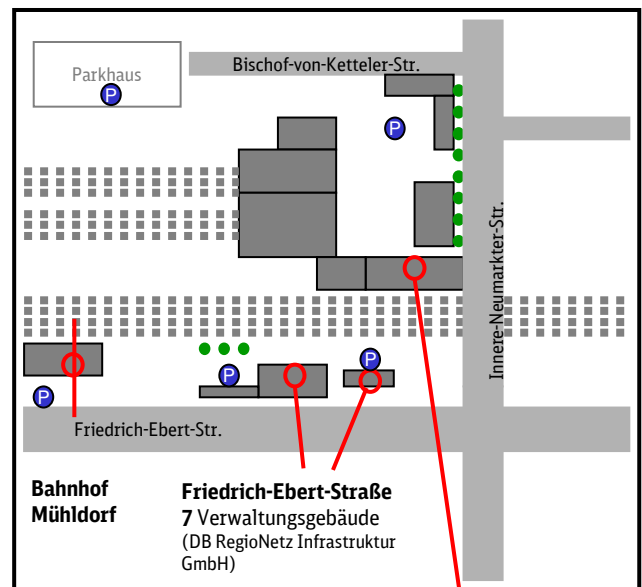 Bischof-von-Ketteler-Str.
Parkhaus
P
P
Innere-Neumarkter-Str.
P
P
P
Friedrich-Ebert-Str.
Bahnhof
Mühldorf
Friedrich-Ebert-Straße
7 Verwaltungsgebäude
(DB RegioNetz Infrastruktur
GmbH)